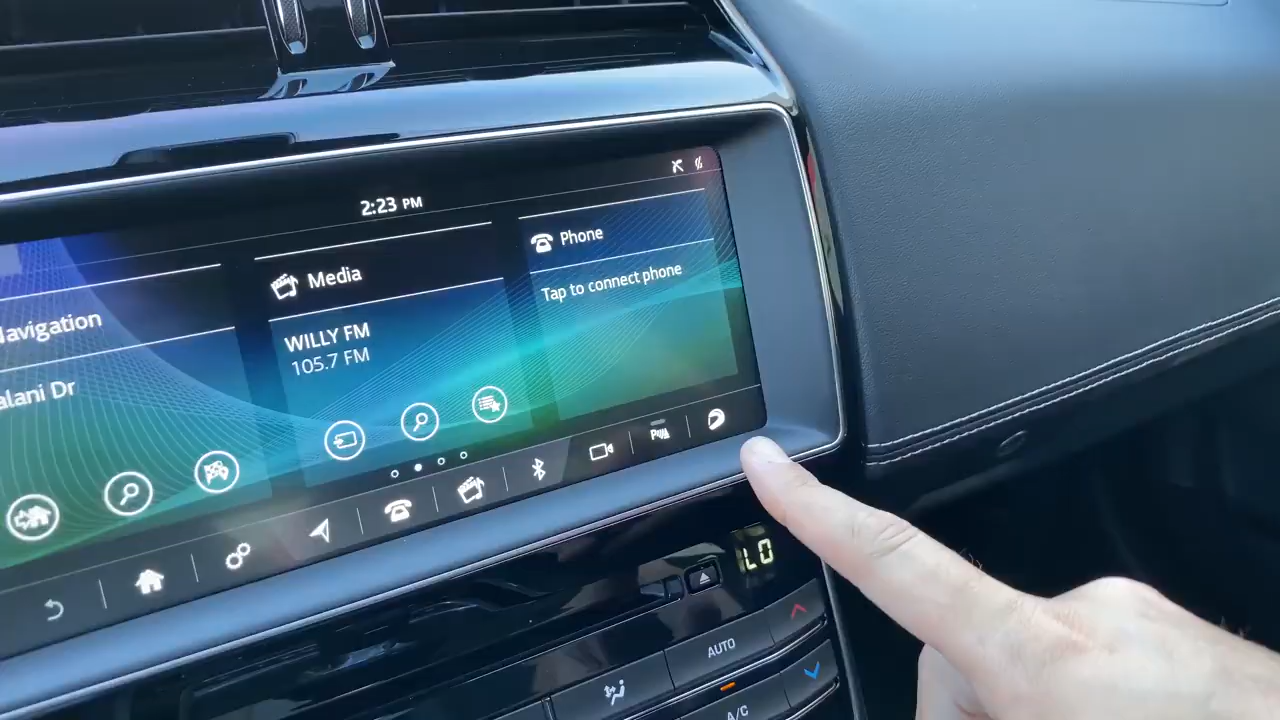 2:23 PM
Navigation
alani Dr
Media
WILLY FM
105.7 FM
Phone
Tap to connect phone
LO
AUTO
A/C